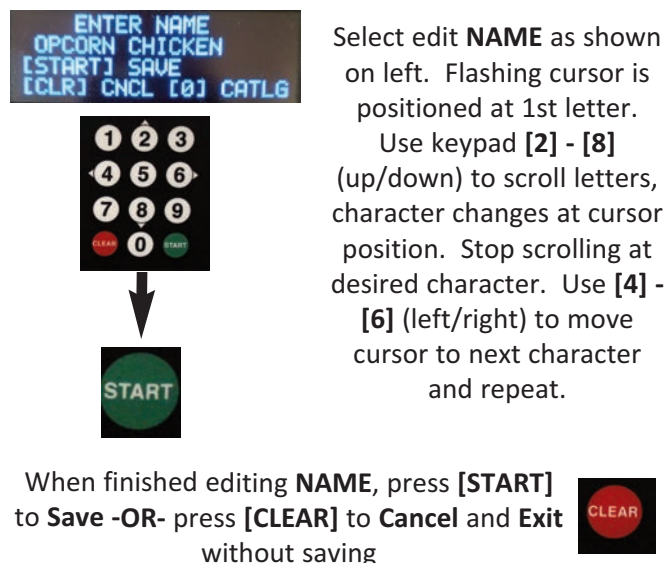 ENTER NAME
OPCORN CHICKEN
[START] SAVE
[CLR] CNCL [0] CATLG
1 2 3
4 5 6
7 8 9
CLEAR 0 START
START
Select edit NAME as shown
on left. Flashing cursor is
positioned at 1st letter.
Use keypad [2] - [8]
(up/down) to scroll letters,
character changes at cursor
position. Stop scrolling at
desired character. Use [4] -
[6] (left/right) to move
cursor to next character
and repeat.
When finished editing NAME, press [START]
to Save -OR- press [CLEAR] to Cancel and Exit
without saving
CLEAR